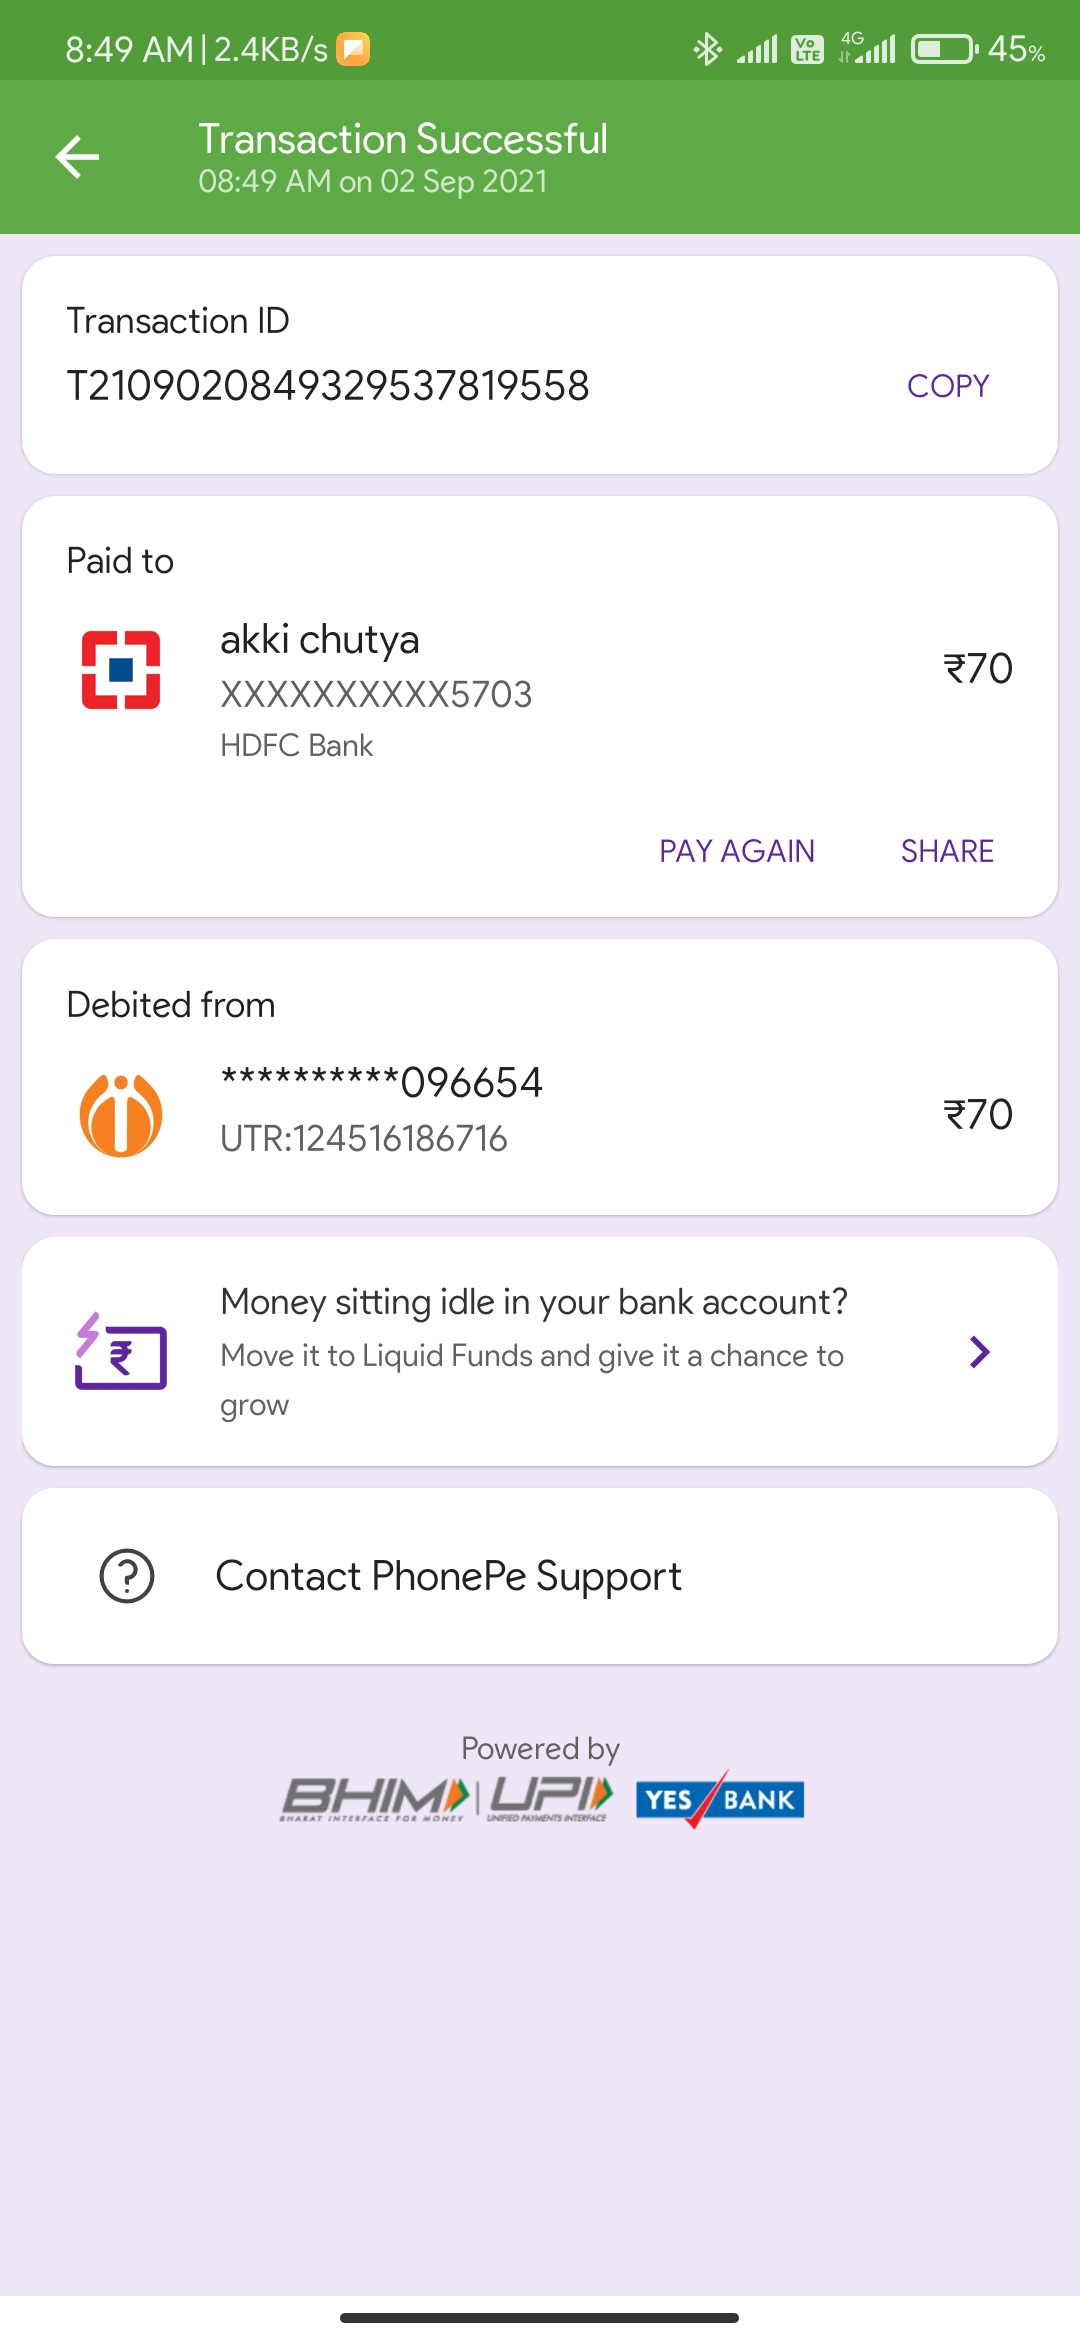 8:49 AM | 2.4KB/s Vo LTE 4G 45%
Transaction Successful
08:49 AM on 02 Sep 2021
Transaction ID
T2109020849329537819558 COPY
Paid to
akki chutya
XXXXXXXXXX5703
₹70
HDFC Bank
PAY AGAIN SHARE
Debited from
**********096654
₹70
UTR:124516186716
Money sitting idle in your bank account?
Move it to Liquid Funds and give it a chance to
grow
₹
? Contact PhonePe Support
Powered by
BHIM | UPI YES BANK
BHARAT INTERFACE FOR MONEY UNIFIED PAYMENTS INTERFACE